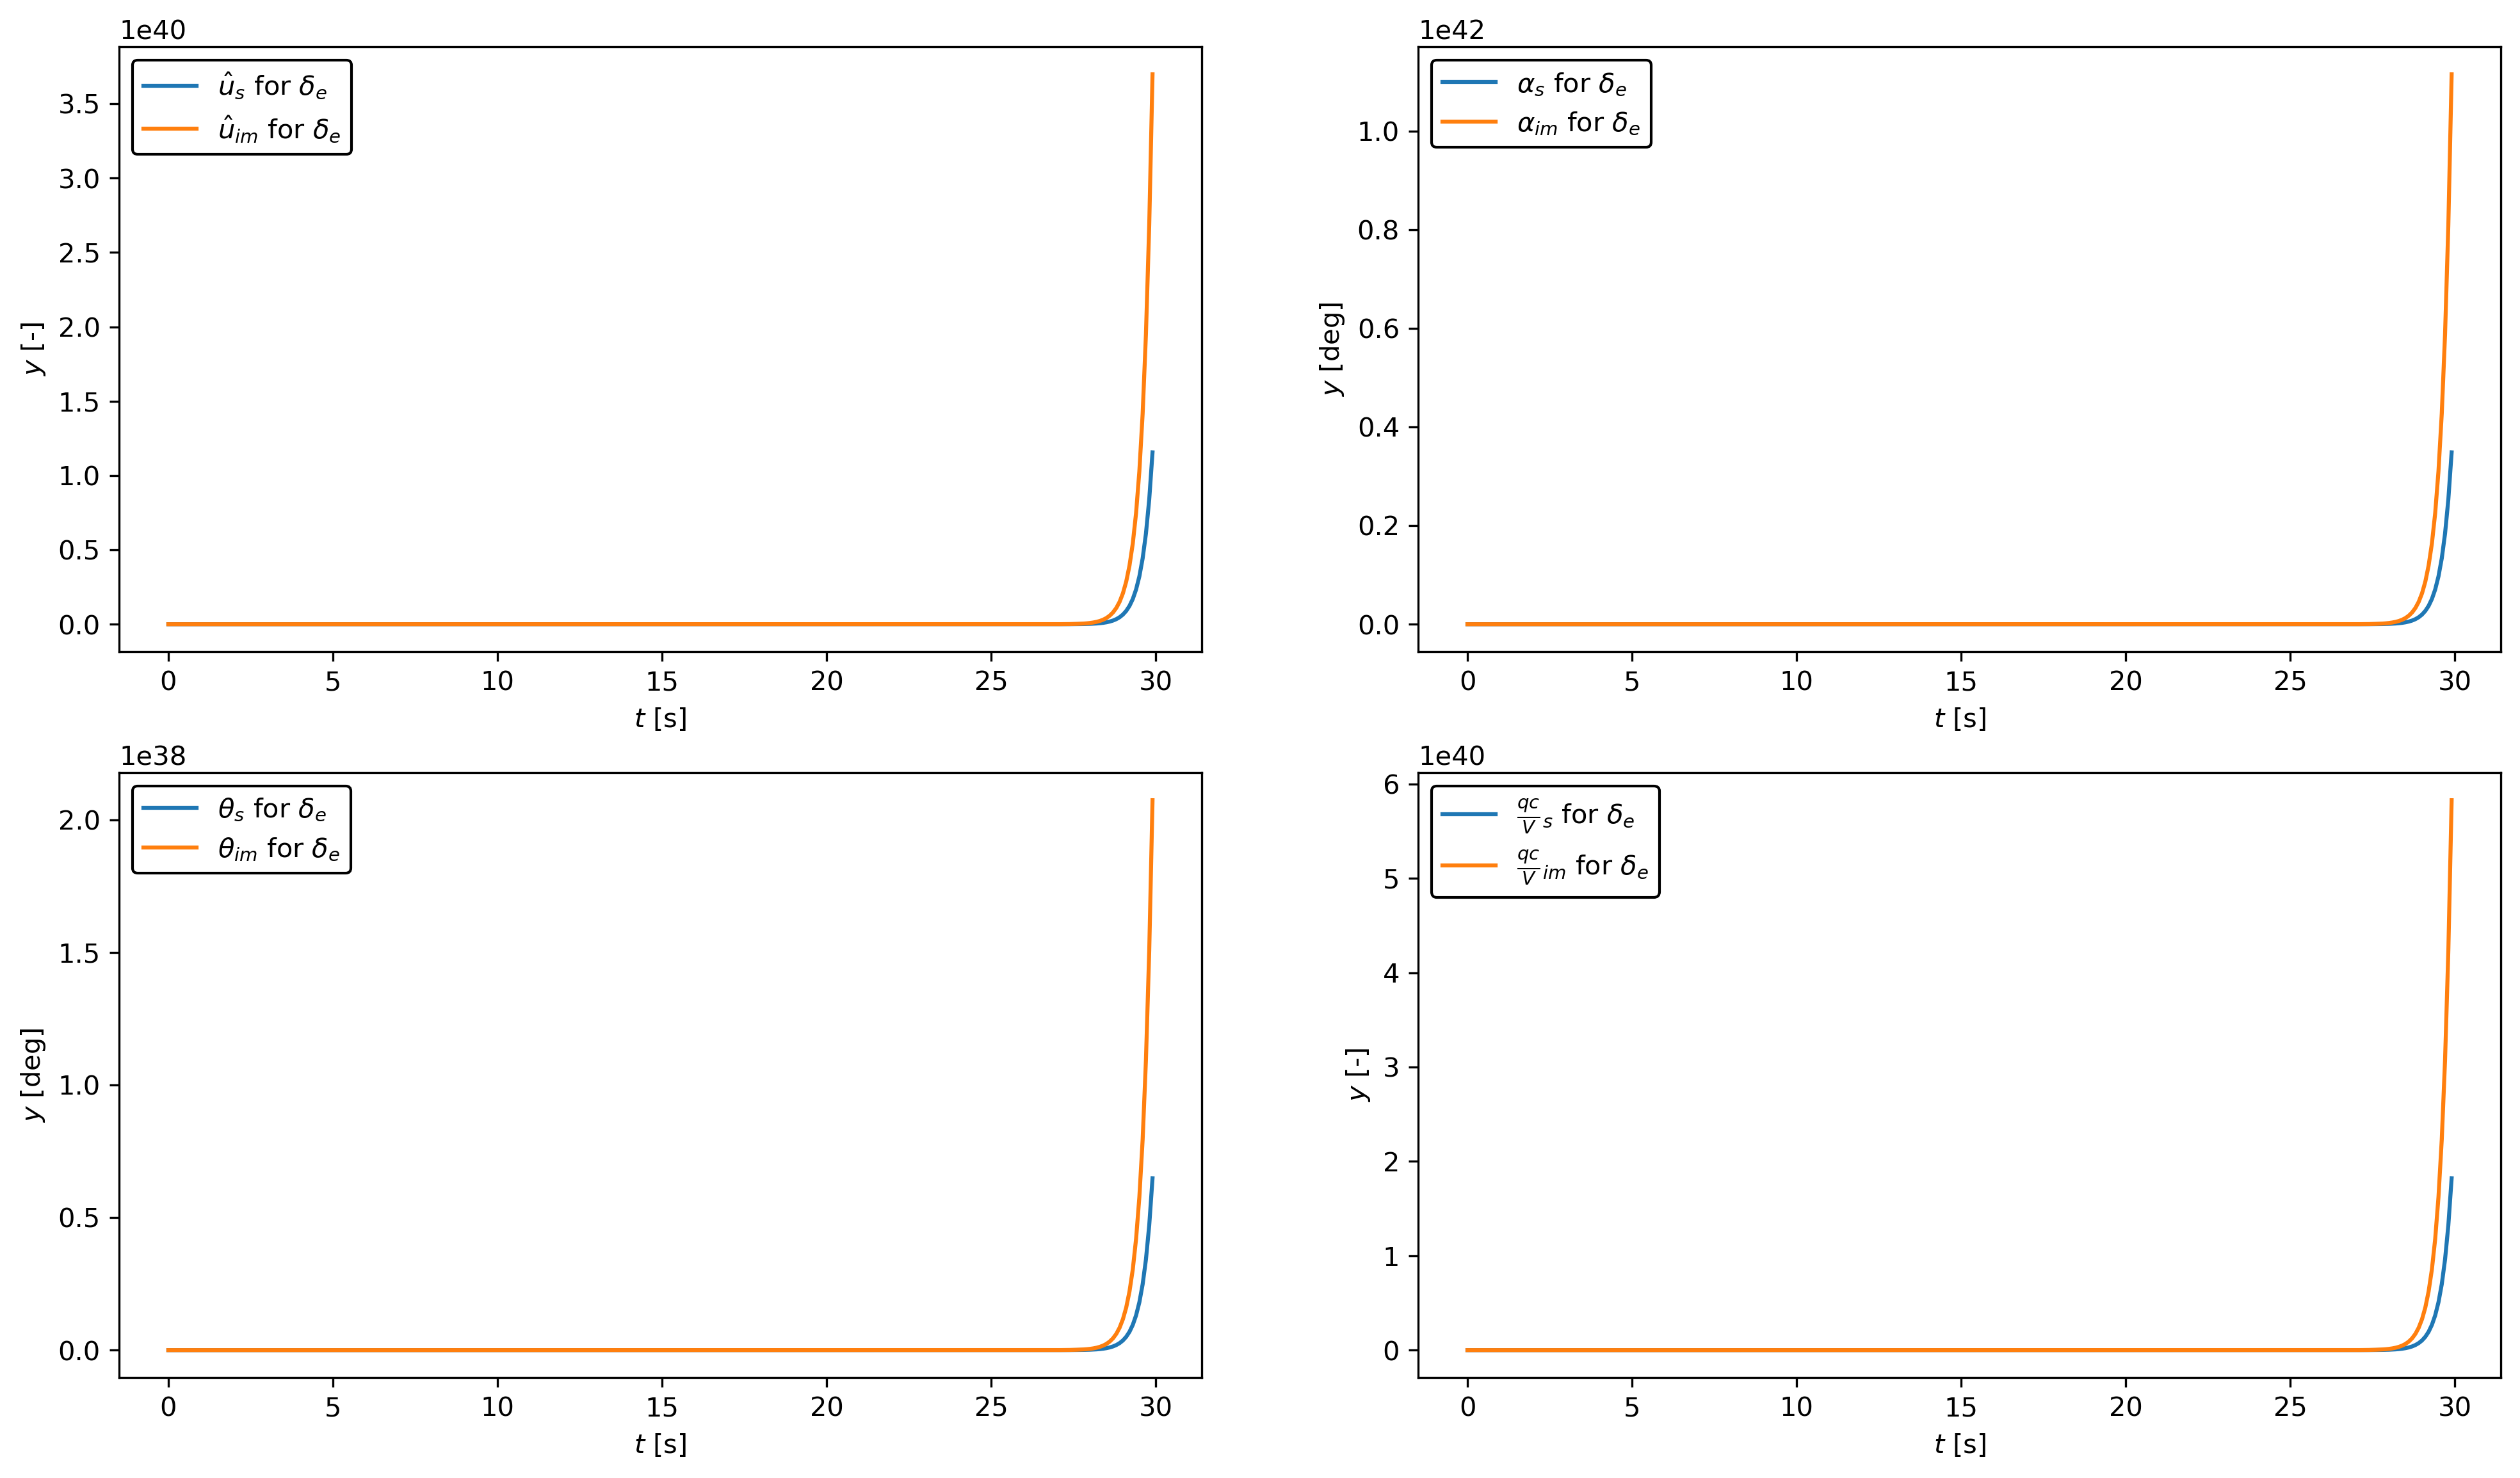 1e40
û_s for δ_e
û_im for δ_e
3.5
3.0
2.5
2.0
1.5
1.0
0.5
0.0
y [-]
0 5 10 15 20 25 30
t [s]
1e42
α_s for δ_e
α_im for δ_e
1.0
0.8
0.6
0.4
0.2
0.0
y [deg]
0 5 10 15 20 25 30
t [s]
1e38
θ_s for δ_e
θ_im for δ_e
2.0
1.5
1.0
0.5
0.0
y [deg]
0 5 10 15 20 25 30
t [s]
1e40
qc/V_s for δ_e
qc/V_im for δ_e
6
5
4
3
2
1
0
y [-]
0 5 10 15 20 25 30
t [s]